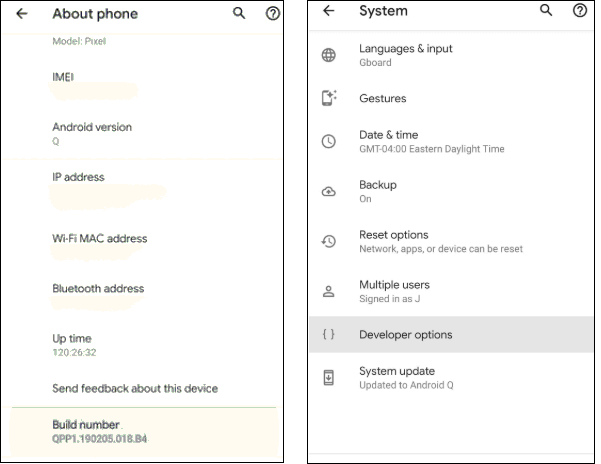 About phone
Model: Pixel
IMEI
Android version
Q
IP address
Wi-Fi MAC address
Bluetooth address
Up time
120:26:32
Send feedback about this device
Build number
QPP1.190205.018.B4
System
Languages & input
Gboard
Gestures
Date & time
GMT-04:00 Eastern Daylight Time
Backup
On
Reset options
Network, apps, or device can be reset
Multiple users
Signed in as J
{ } Developer options
System update
Updated to Android Q